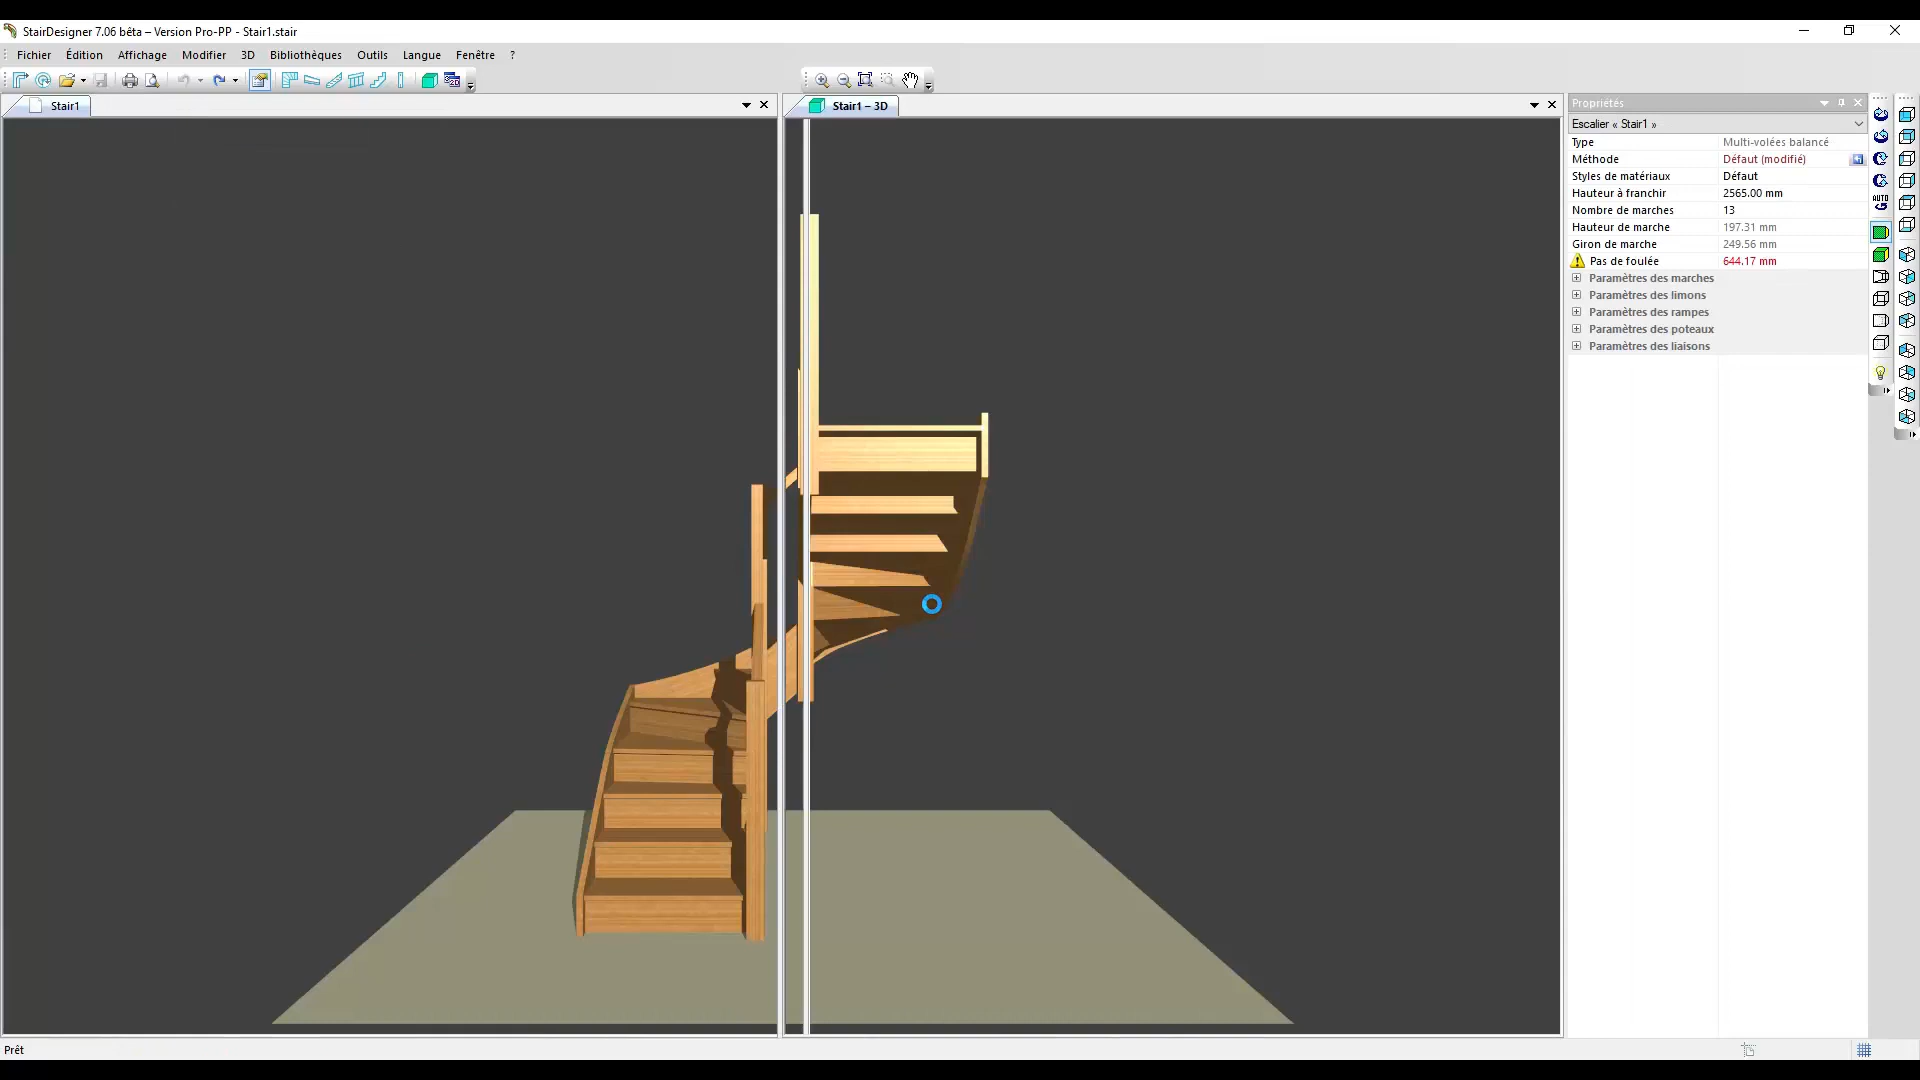 StairDesigner 7.06 bêta – Version Pro-PP - Stair1.stair
Fichier Édition Affichage Modifier 3D Bibliothèques Outils Langue Fenêtre ?
Stair1
Stair1 – 3D
Propriétés
Escalier « Stair1 »
Type Multi-volées balancé
Méthode Défaut (modifié)
Styles de matériaux Défaut
Hauteur à franchir 2565.00 mm
Nombre de marches 13
Hauteur de marche 197.31 mm
Giron de marche 249.56 mm
Pas de foulée 644.17 mm
Paramètres des marches
Paramètres des limons
Paramètres des rampes
Paramètres des poteaux
Paramètres des liaisons
AUTO
Prêt